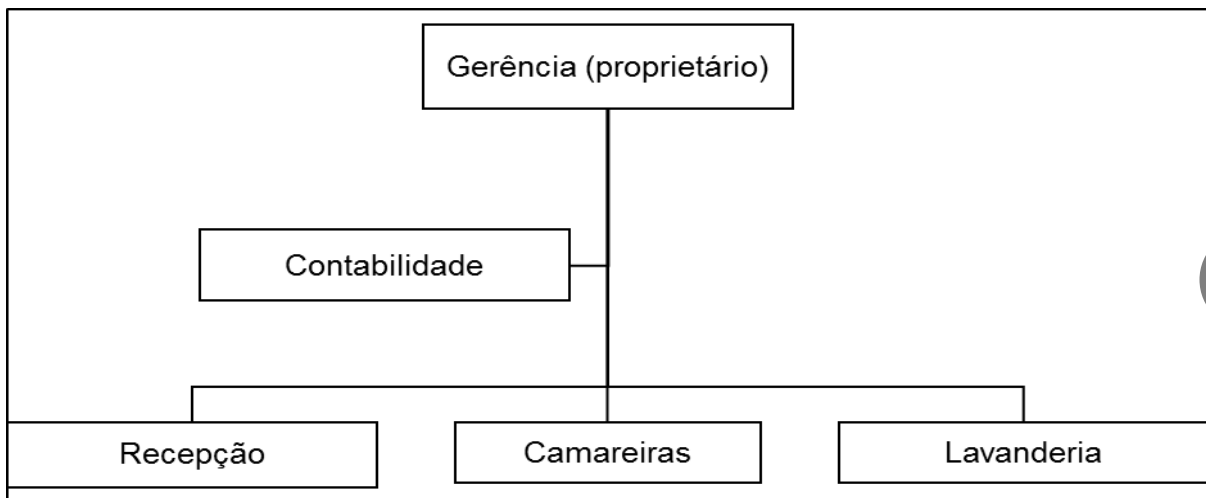 Gerência (proprietário)
Contabilidade
Recepção
Camareiras
Lavanderia